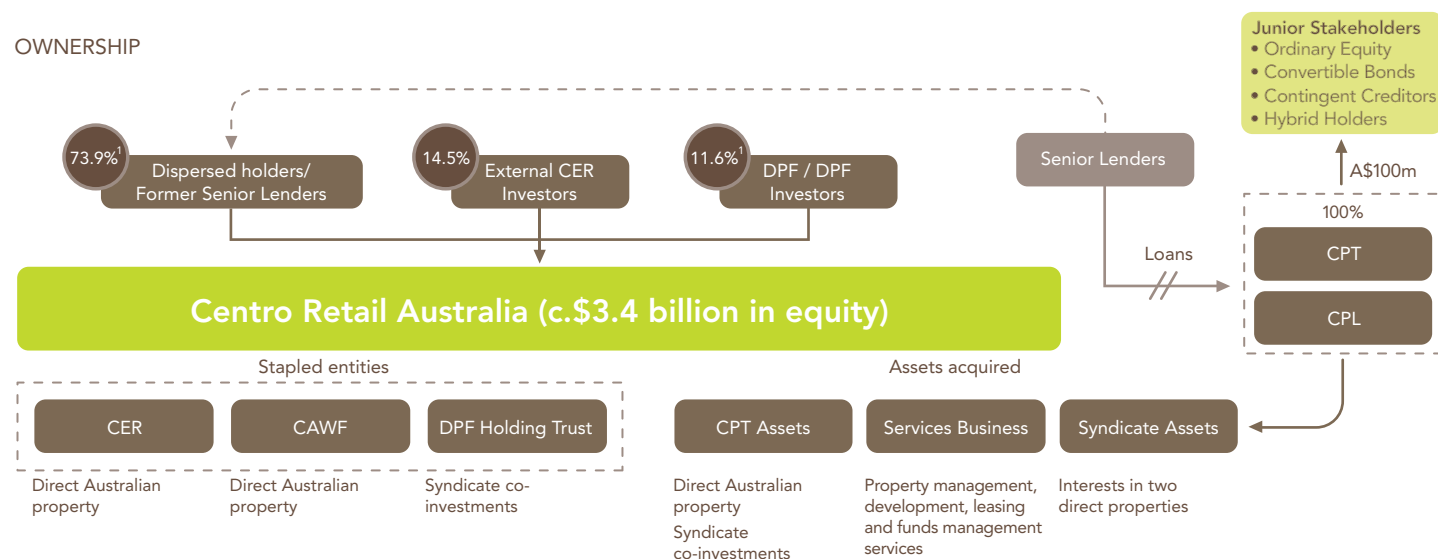 OWNERSHIP
Junior Stakeholders
• Ordinary Equity
• Convertible Bonds
• Contingent Creditors
• Hybrid Holders
73.9%¹
Dispersed holders/
Former Senior Lenders
14.5%
External CER
Investors
11.6%¹
DPF / DPF
Investors
Senior Lenders
A$100m
100%
CPT
CPL
Loans
Centro Retail Australia (c.$3.4 billion in equity)
Stapled entities
Assets acquired
CER
CAWF
DPF Holding Trust
CPT Assets
Services Business
Syndicate Assets
Direct Australian
property
Direct Australian
property
Syndicate co-
investments
Direct Australian
property
Syndicate
co-investments
Property management,
development, leasing
and funds management
services
Interests in two
direct properties